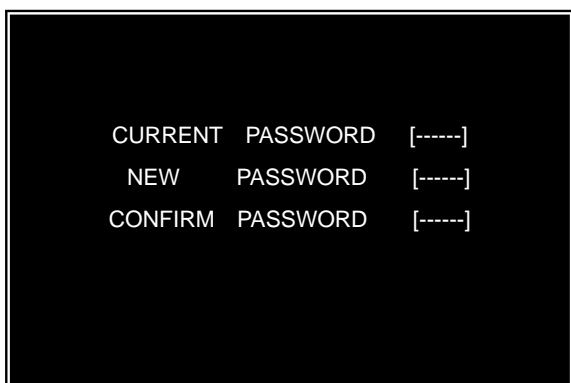 CURRENT PASSWORD [------]
NEW PASSWORD [------]
CONFIRM PASSWORD [------]